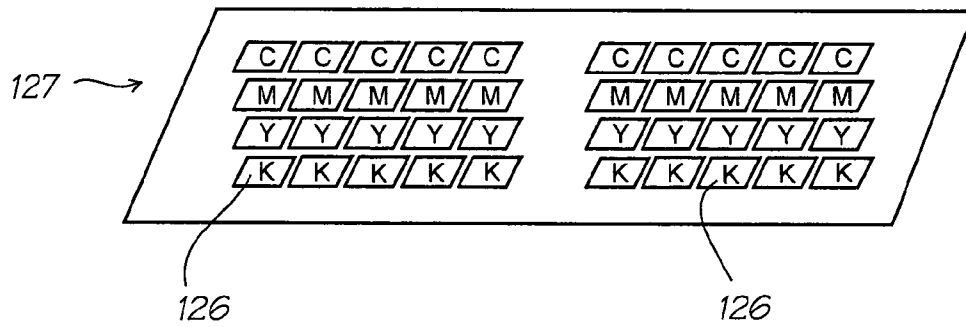 C C C C C C C C C C
127 M M M M M M M M M M
Y Y Y Y Y Y Y Y Y Y
K K K K K K K K K K
126 126